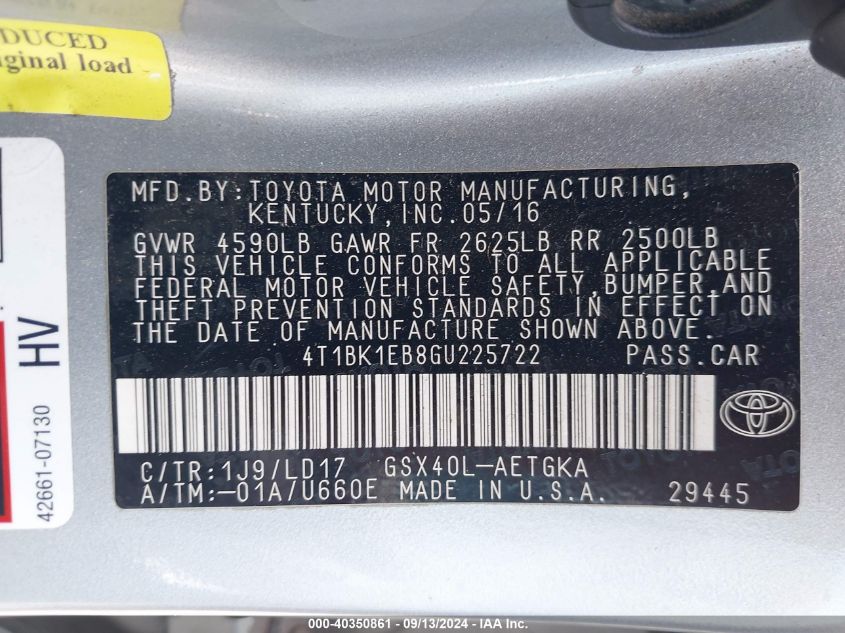 DUCED
iginal load
HV
42661-07130
MFD.BY:TOYOTA MOTOR MANUFACTURING,
KENTUCKY,INC.05/16
GVWR 4590LB GAWR FR 2625LB RR 2500LB
THIS VEHICLE CONFORMS TO ALL APPLICABLE
FEDERAL MOTOR VEHICLE SAFETY,BUMPER,AND
THEFT PREVENTION STANDARDS IN EFFECT ON
THE DATE OF MANUFACTURE SHOWN ABOVE.
4T1BK1EB8GU225722 PASS.CAR
C/TR:1J9/LD17 GSX40L-AETGKA
A/TM:-01A/U660E MADE IN U.S.A. 29445
000-40350861 - 09/13/2024 - IAA Inc.